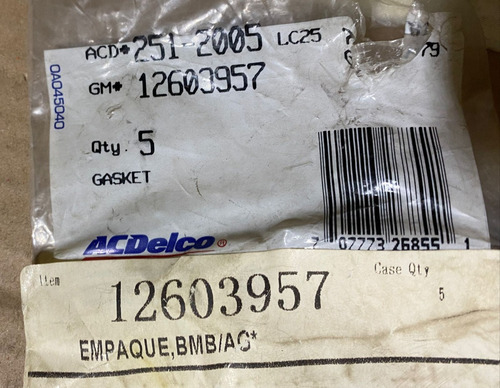 ACD# 251-2005 LC25
GM# 12603957 79
0A045040
Qty. 5
GASKET
ACDelco®
7 07773 26855 1
Item
12603957
Case Qty
5
EMPAQUE,BMB/AC*